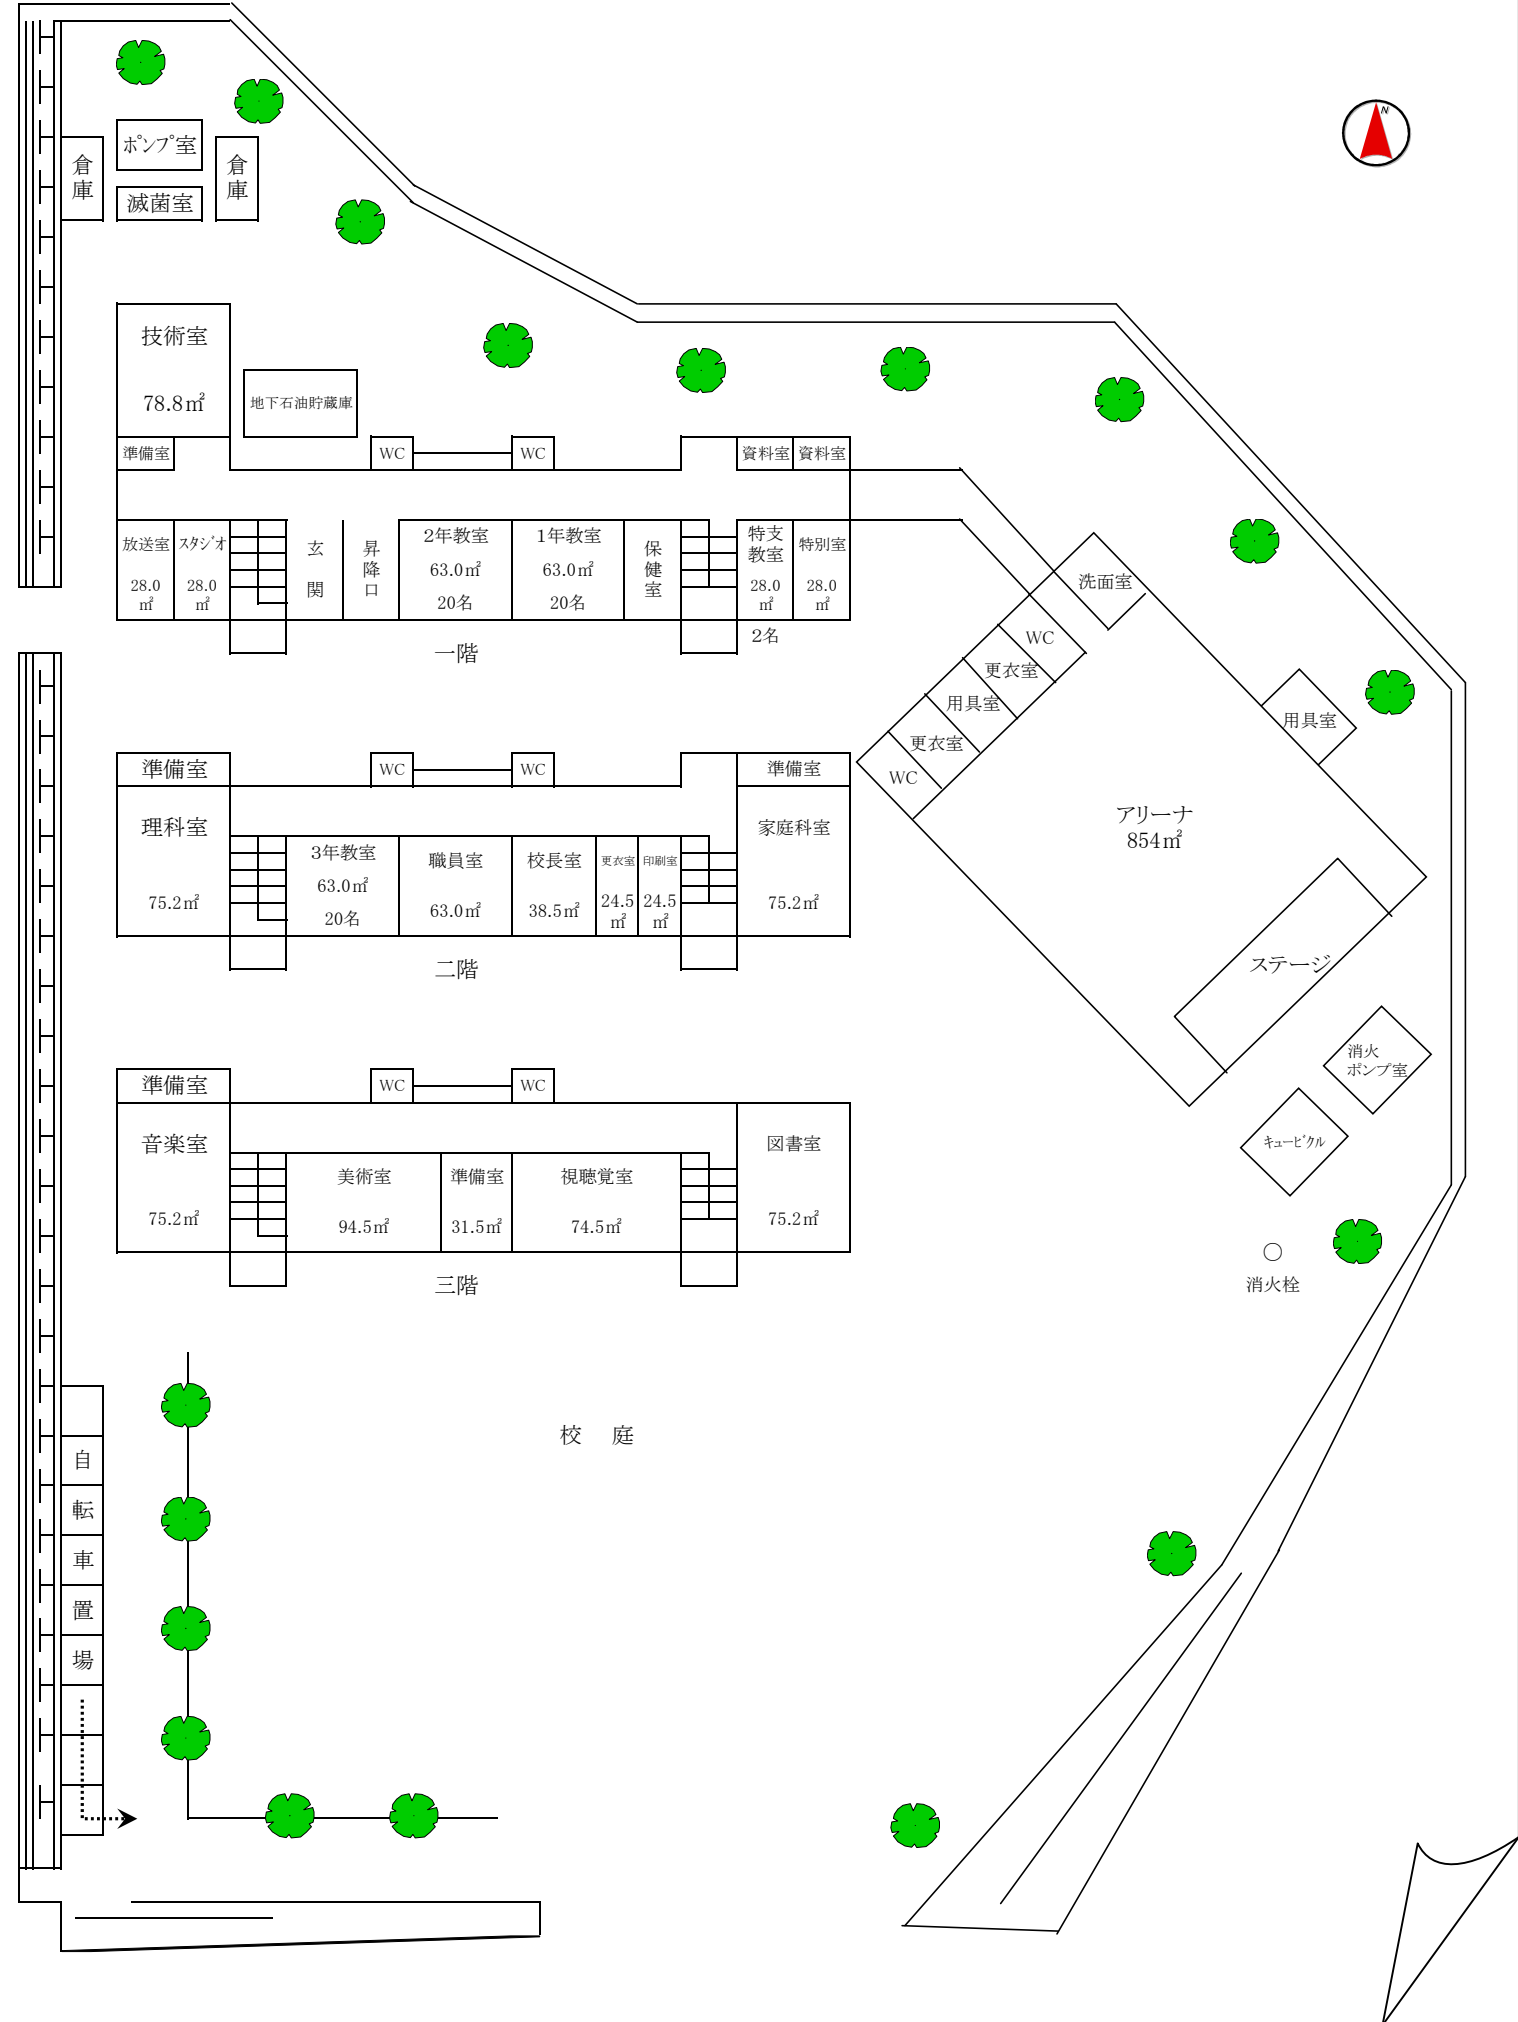 N
ポンプ室
倉庫
倉庫
滅菌室
技術室
78.8㎡
地下石油貯蔵庫
準備室
WC
WC
資料室
資料室
放送室
28.0
㎡
スタジオ
28.0
㎡
玄関
昇降口
2年教室
63.0㎡
20名
1年教室
63.0㎡
20名
保健室
特支
教室
28.0
㎡
2名
特別室
28.0
㎡
一階
洗面室
WC
更衣室
用具室
更衣室
WC
用具室
アリーナ
854㎡
ステージ
消火
ポンプ室
キュービクル
消火栓
準備室
WC
WC
準備室
理科室
75.2㎡
3年教室
63.0㎡
20名
職員室
63.0㎡
校長室
38.5㎡
更衣室
24.5
㎡
印刷室
24.5
㎡
家庭科室
75.2㎡
二階
準備室
WC
WC
音楽室
75.2㎡
美術室
94.5㎡
準備室
31.5㎡
視聴覚室
74.5㎡
図書室
75.2㎡
三階
校 庭
自転車置場